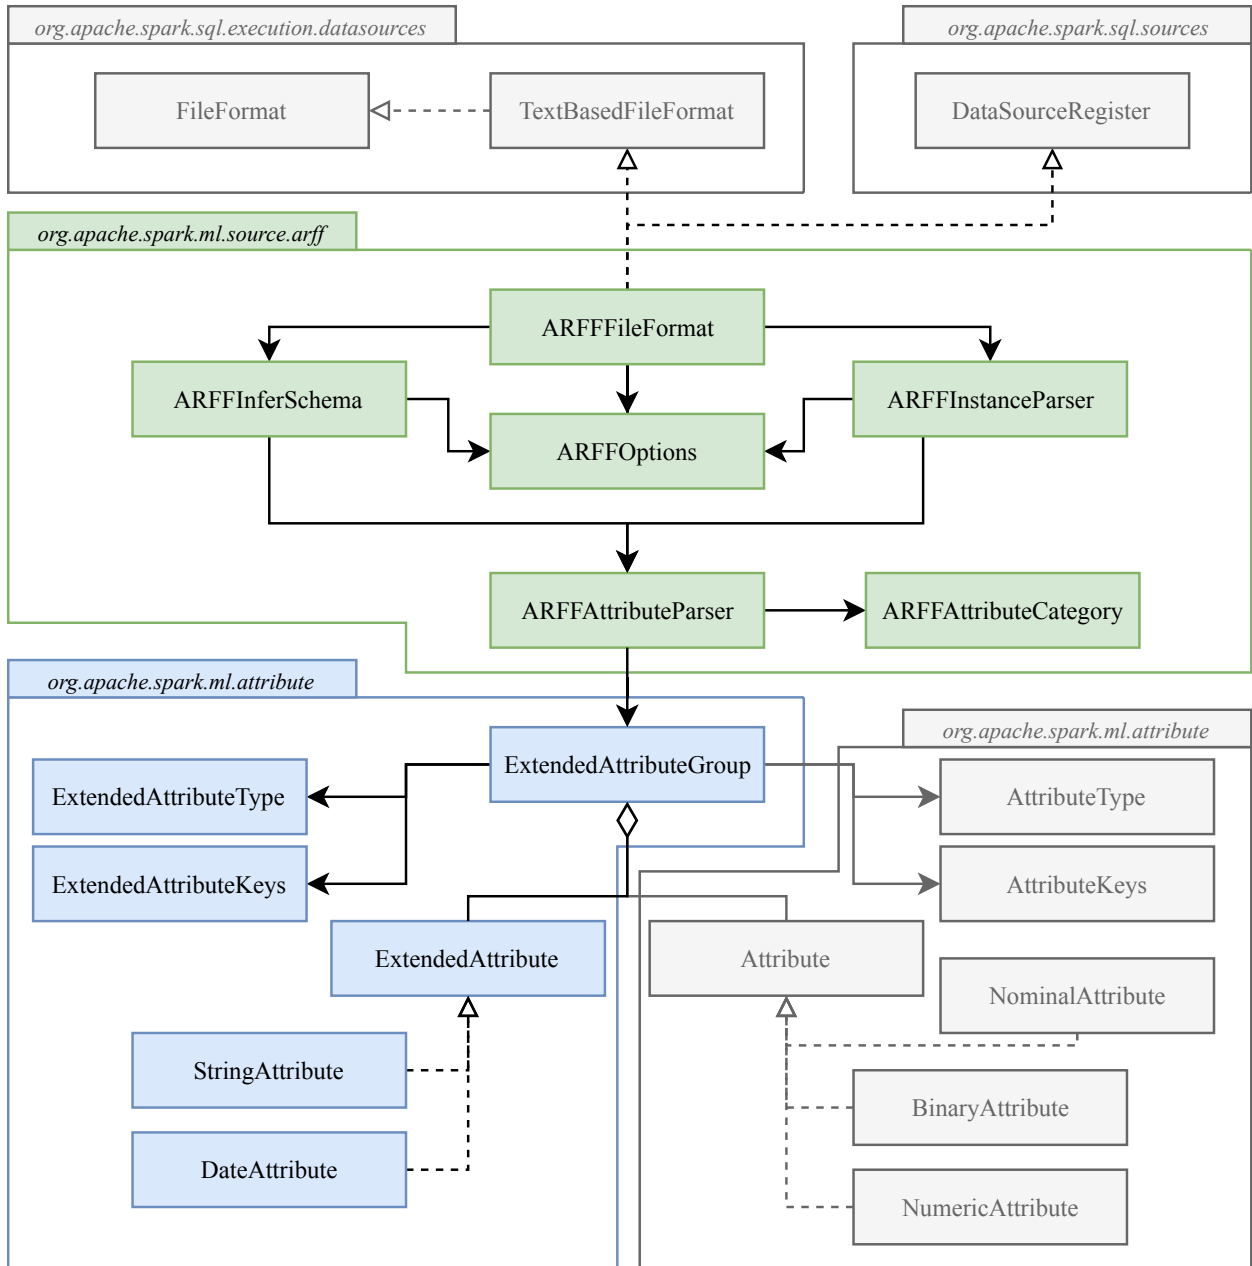 org.apache.spark.sql.execution.datasources
org.apache.spark.sql.sources
FileFormat
TextBasedFileFormat
DataSourceRegister
org.apache.spark.ml.source.arff
ARFFFileFormat
ARFFInferSchema
ARFFInstanceParser
ARFFOptions
ARFFAttributeParser
ARFFAttributeCategory
org.apache.spark.ml.attribute
org.apache.spark.ml.attribute
ExtendedAttributeGroup
ExtendedAttributeType
AttributeType
ExtendedAttributeKeys
AttributeKeys
ExtendedAttribute
Attribute
NominalAttribute
StringAttribute
BinaryAttribute
DateAttribute
NumericAttribute